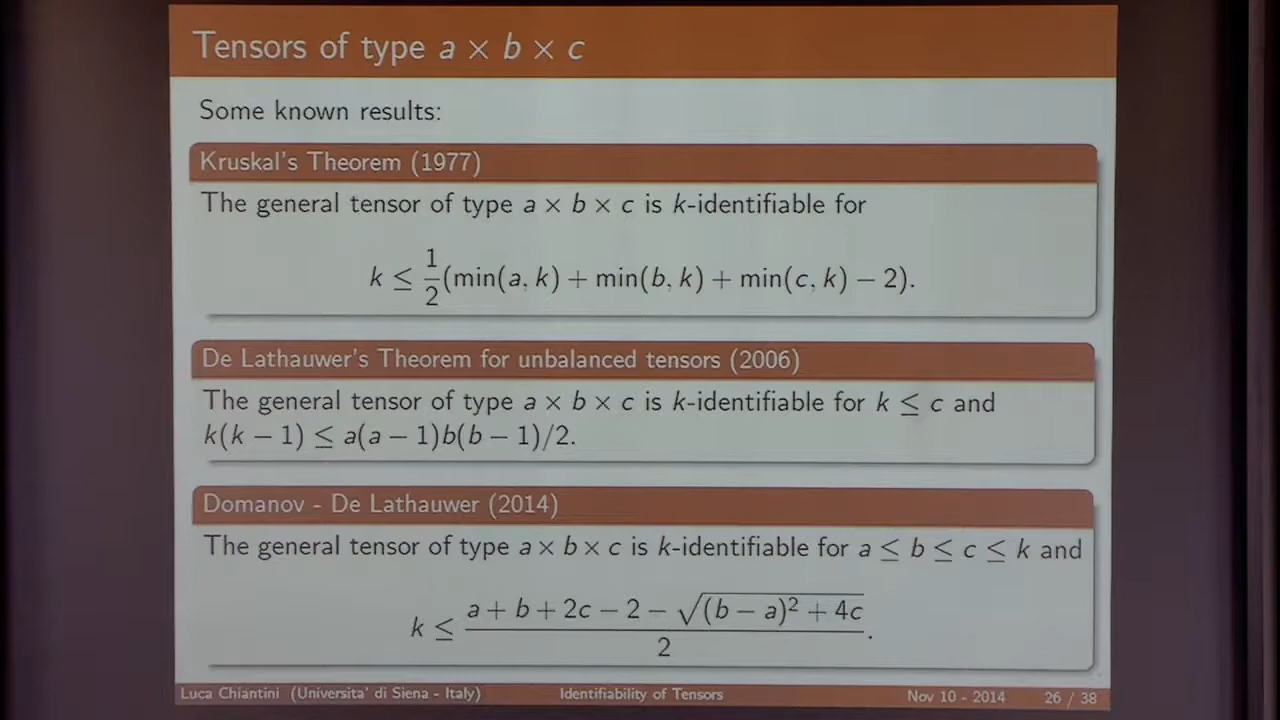 Tensors of type a × b × c
Some known results:
Kruskal's Theorem (1977)
The general tensor of type a × b × c is k-identifiable for
k ≤ 1/2 (min(a, k) + min(b, k) + min(c, k) − 2).
De Lathauwer's Theorem for unbalanced tensors (2006)
The general tensor of type a × b × c is k-identifiable for k ≤ c and
k(k − 1) ≤ a(a − 1)b(b − 1)/2.
Domanov - De Lathauwer (2014)
The general tensor of type a × b × c is k-identifiable for a ≤ b ≤ c ≤ k and
k ≤ (a + b + 2c − 2 − √((b − a)² + 4c)) / 2.
Luca Chiantini (Universita' di Siena - Italy) Identifiability of Tensors Nov 10 - 2014 26 / 38